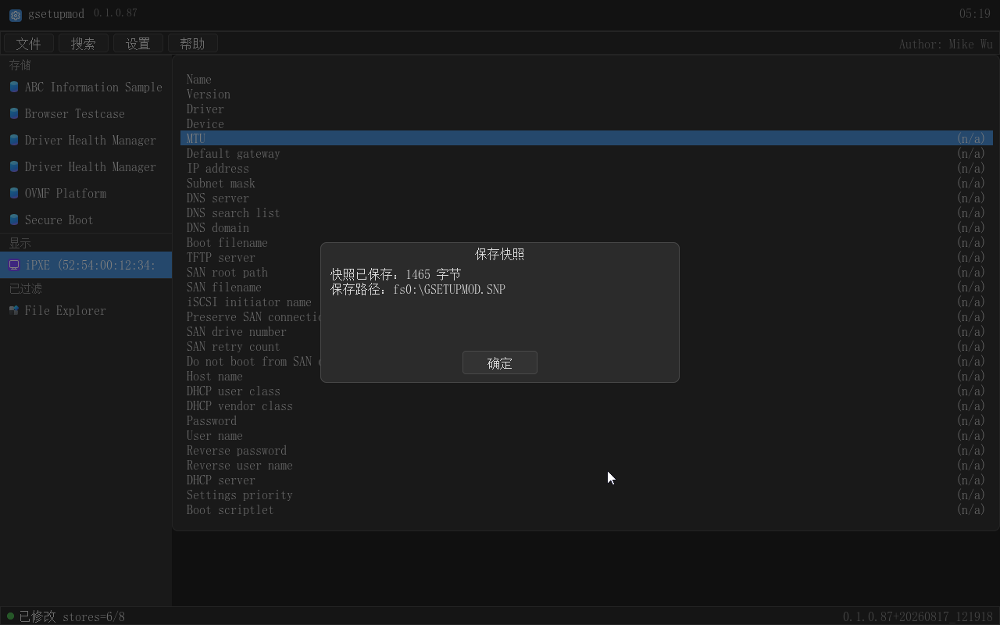 gsetupmod 0.1.0.87 05:19
文件 搜索 设置 帮助 Author: Mike Wu
存储
ABC Information Sample
Browser Testcase
Driver Health Manager
Driver Health Manager
OVMF Platform
Secure Boot
显示
iPXE (52:54:00:12:34:
已过滤
File Explorer
Name
Version
Driver
Device
MTU (n/a)
Default gateway (n/a)
IP address (n/a)
Subnet mask (n/a)
DNS server (n/a)
DNS search list (n/a)
DNS domain (n/a)
Boot filename (n/a)
TFTP server (n/a)
SAN root path (n/a)
SAN filename (n/a)
iSCSI initiator name (n/a)
Preserve SAN (n/a)
SAN drive number (n/a)
SAN retry count (n/a)
Do not boot from SAN (n/a)
Host name (n/a)
DHCP user class (n/a)
DHCP vendor class (n/a)
Password (n/a)
User name (n/a)
Reverse password (n/a)
Reverse user name (n/a)
DHCP server (n/a)
Settings priority (n/a)
Boot scriptlet (n/a)
保存快照
快照已保存: 1465 字节
保存路径: fs0:\GSETUPMOD.SNP
确定
已修改 stores=6/8 0.1.0.87+20260817_121918